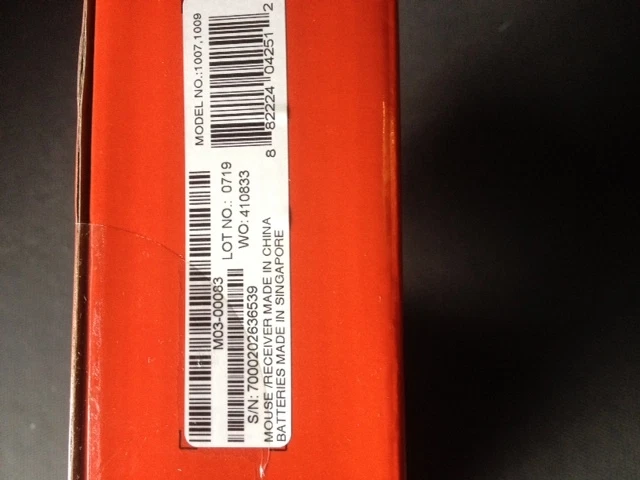 MODEL NO.:1007,1009
8 82224 04251 2
M03-00083
LOT NO.: 0719
WO: 410833
S/N: 7000202636539
MOUSE /RECEIVER MADE IN CHINA
BATTERIES MADE IN SINGAPORE